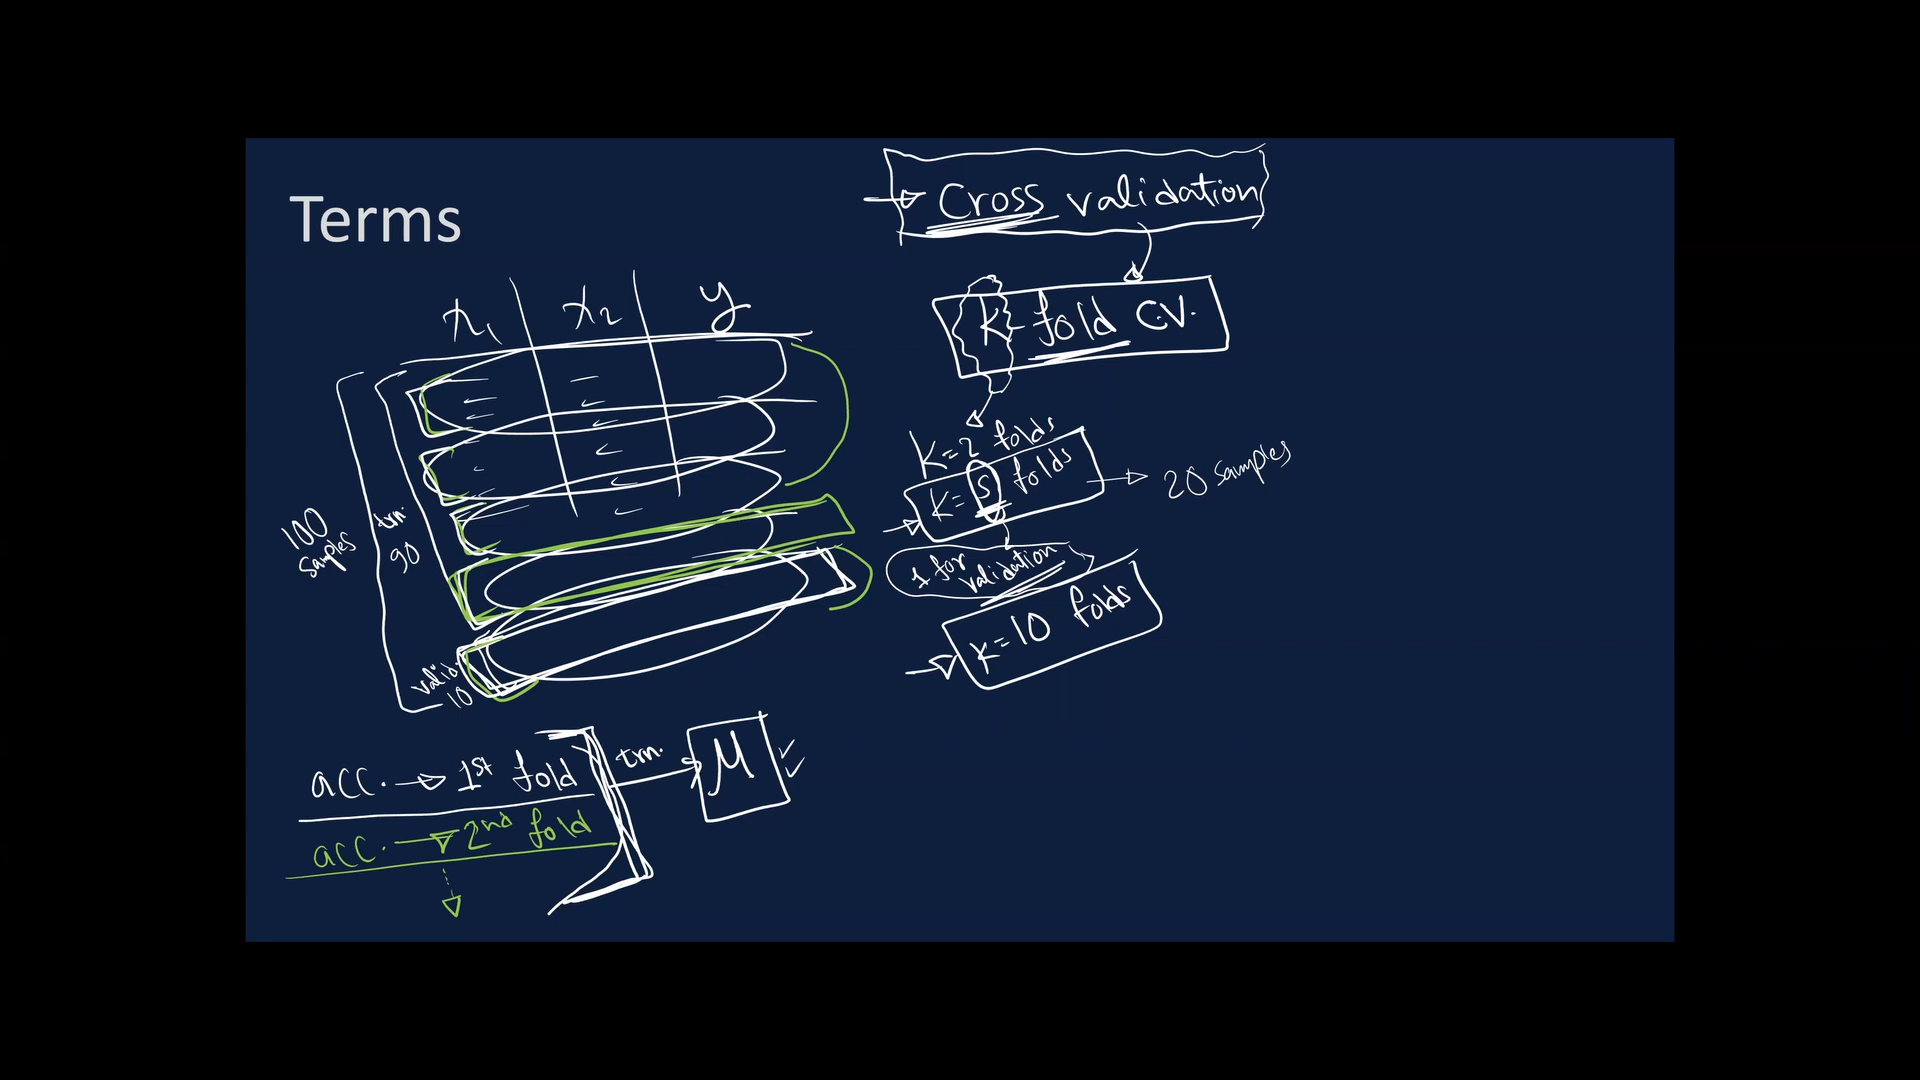 Terms
x₁ x₂ y
100 samples
trn. 90
valid. 10
acc. → 1st fold
trn.
M
acc. → 2nd fold
Cross validation
k-fold CV.
k=2 folds
k=5 folds → 20 samples
1 for validation
k=10 folds